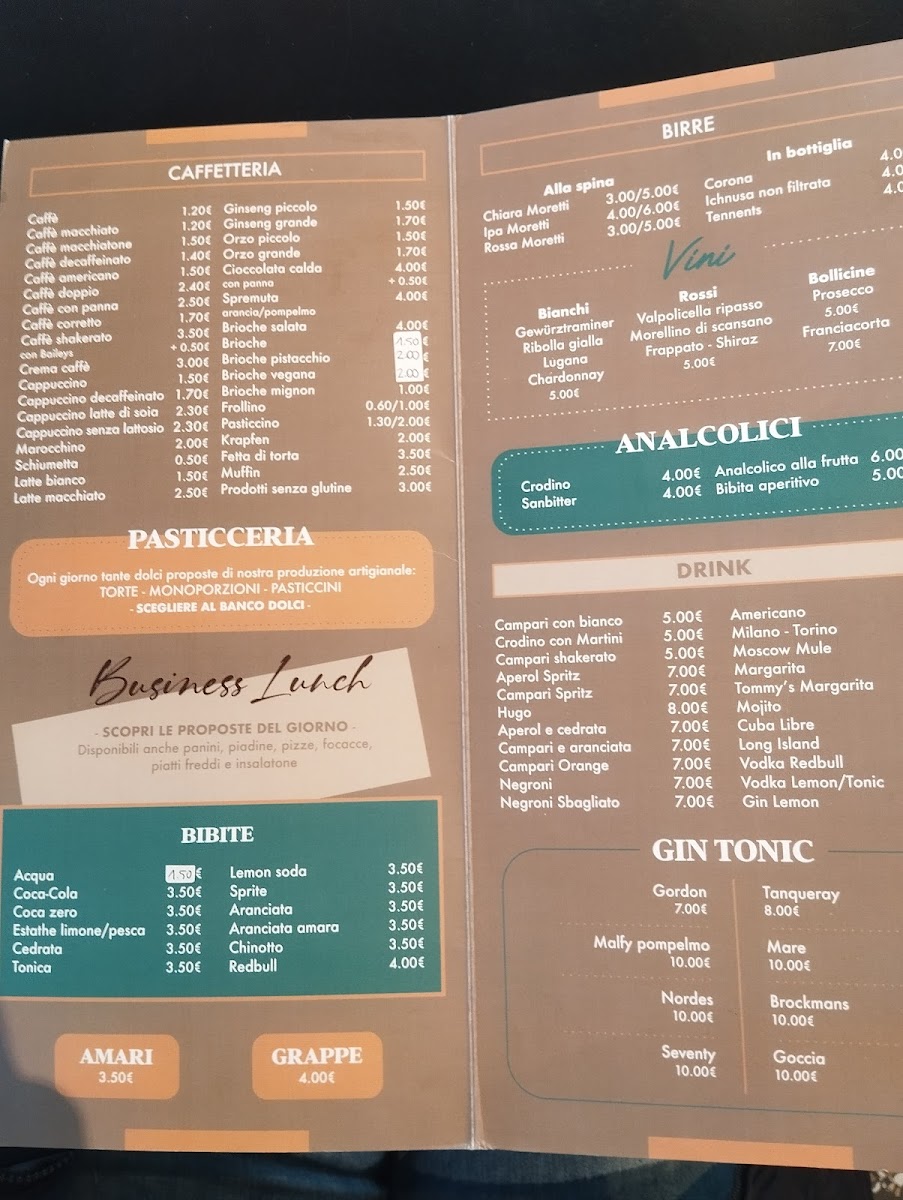 CAFFETTERIA
Caffè 1.20€
Caffè macchiato 1.20€
Caffè macchiatone 1.50€
Caffè decaffeinato 1.40€
Caffè americano 1.50€
Caffè doppio 2.40€
Caffè con panna 2.50€
Caffè corretto 1.70€
Caffè shakerato 3.50€
con Baileys + 0.50€
Crema caffè 3.00€
Cappuccino 1.50€
Cappuccino decaffeinato 1.70€
Cappuccino latte di soia 2.30€
Cappuccino senza lattosio 2.30€
Marocchino 2.00€
Schiumetta 0.50€
Latte bianco 1.50€
Latte macchiato 2.50€
Ginseng piccolo 1.50€
Ginseng grande 1.70€
Orzo piccolo 1.50€
Orzo grande 1.70€
Cioccolata calda 4.00€
con panna + 0.50€
Spremuta 4.00€
arancia/pompelmo
Brioche salata 4.00€
Brioche 1.50€
Brioche pistacchio 2.00€
Brioche vegana 2.00€
Brioche mignon 1.00€
Frollino 0.60/1.00€
Pasticcino 1.30/2.00€
Krapfen 2.00€
Fetta di torta 3.50€
Muffin 2.50€
Prodotti senza glutine 3.00€
PASTICCERIA
Ogni giorno tante dolci proposte di nostra produzione artigianale:
TORTE - MONOPORZIONI - PASTICCINI
- SCEGLIERE AL BANCO DOLCI -
Business Lunch
- SCOPRI LE PROPOSTE DEL GIORNO -
Disponibili anche panini, piadine, pizze, focacce,
piatti freddi e insalatone
BIBITE
Acqua 1.50€
Coca-Cola 3.50€
Coca zero 3.50€
Estathe limone/pesca 3.50€
Cedrata 3.50€
Tonica 3.50€
Lemon soda 3.50€
Sprite 3.50€
Aranciata 3.50€
Aranciata amara 3.50€
Chinotto 3.50€
Redbull 4.00€
AMARI
3.50€
GRAPPE
4.00€
BIRRE
Alla spina
Chiara Moretti 3.00/5.00€
Ipa Moretti 4.00/6.00€
Rossa Moretti 3.00/5.00€
In bottiglia
Corona 4.0
Ichnusa non filtrata 4.0
Tennents 4.0
Vini
Bianchi
Gewürztraminer
Ribolla gialla
Lugana
Chardonnay
5.00€
Rossi
Valpolicella ripasso
Morellino di scansano
Frappato - Shiraz
5.00€
Bollicine
Prosecco
5.00€
Franciacorta
7.00€
ANALCOLICI
Crodino 4.00€
Sanbitter 4.00€
Analcolico alla frutta 6.00
Bibita aperitivo 5.00
DRINK
Campari con bianco 5.00€
Crodino con Martini 5.00€
Campari shakerato 5.00€
Aperol Spritz 7.00€
Campari Spritz 7.00€
Hugo 8.00€
Aperol e cedrata 7.00€
Campari e aranciata 7.00€
Campari Orange 7.00€
Negroni 7.00€
Negroni Sbagliato 7.00€
Americano
Milano - Torino
Moscow Mule
Margarita
Tommy's Margarita
Mojito
Cuba Libre
Long Island
Vodka Redbull
Vodka Lemon/Tonic
Gin Lemon
GIN TONIC
Gordon
7.00€
Malfy pompelmo
10.00€
Nordes
10.00€
Seventy
10.00€
Tanqueray
8.00€
Mare
10.00€
Brockmans
10.00€
Goccia
10.00€